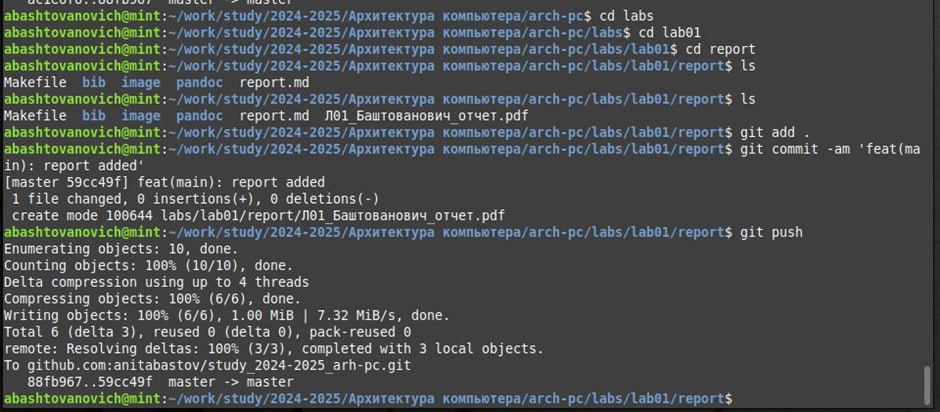 ac1e6f6..88fb967  master -> master
abashtovanovich@mint:~/work/study/2024-2025/Архитектура компьютера/arch-pc$ cd labs
abashtovanovich@mint:~/work/study/2024-2025/Архитектура компьютера/arch-pc/labs$ cd lab01
abashtovanovich@mint:~/work/study/2024-2025/Архитектура компьютера/arch-pc/labs/lab01$ cd report
abashtovanovich@mint:~/work/study/2024-2025/Архитектура компьютера/arch-pc/labs/lab01/report$ ls
Makefile  bib  image  pandoc  report.md
abashtovanovich@mint:~/work/study/2024-2025/Архитектура компьютера/arch-pc/labs/lab01/report$ ls
Makefile  bib  image  pandoc  report.md  Л01_Баштованович_отчет.pdf
abashtovanovich@mint:~/work/study/2024-2025/Архитектура компьютера/arch-pc/labs/lab01/report$ git add .
abashtovanovich@mint:~/work/study/2024-2025/Архитектура компьютера/arch-pc/labs/lab01/report$ git commit -am 'feat(ma
in): report added'
[master 59cc49f] feat(main): report added
 1 file changed, 0 insertions(+), 0 deletions(-)
 create mode 100644 labs/lab01/report/Л01_Баштованович_отчет.pdf
abashtovanovich@mint:~/work/study/2024-2025/Архитектура компьютера/arch-pc/labs/lab01/report$ git push
Enumerating objects: 10, done.
Counting objects: 100% (10/10), done.
Delta compression using up to 4 threads
Compressing objects: 100% (6/6), done.
Writing objects: 100% (6/6), 1.00 MiB | 7.32 MiB/s, done.
Total 6 (delta 3), reused 0 (delta 0), pack-reused 0
remote: Resolving deltas: 100% (3/3), completed with 3 local objects.
To github.com:anitabastov/study_2024-2025_arh-pc.git
   88fb967..59cc49f  master -> master
abashtovanovich@mint:~/work/study/2024-2025/Архитектура компьютера/arch-pc/labs/lab01/report$